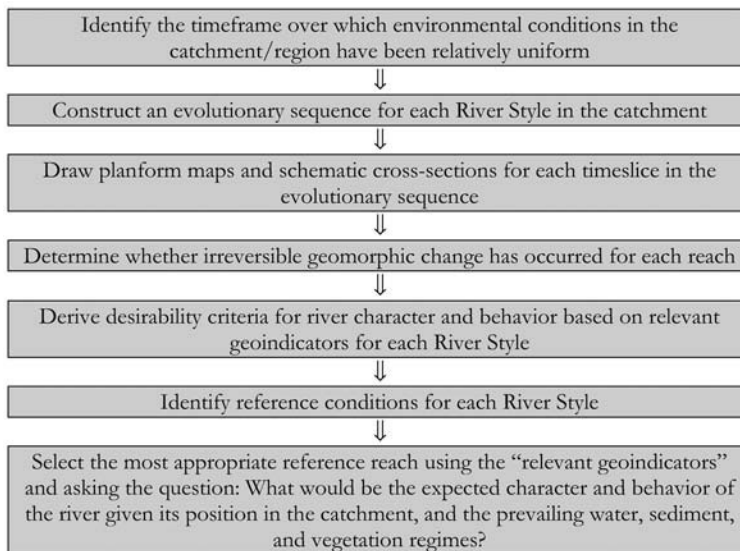 Identify the timeframe over which environmental conditions in the
catchment/region have been relatively uniform
⇓
Construct an evolutionary sequence for each River Style in the catchment
⇓
Draw planform maps and schematic cross-sections for each timeslice in the
evolutionary sequence
⇓
Determine whether irreversible geomorphic change has occurred for each reach
⇓
Derive desirability criteria for river character and behavior based on relevant
geoindicators for each River Style
⇓
Identify reference conditions for each River Style
⇓
Select the most appropriate reference reach using the “relevant geoindicators”
and asking the question: What would be the expected character and behavior of
the river given its position in the catchment, and the prevailing water, sediment,
and vegetation regimes?